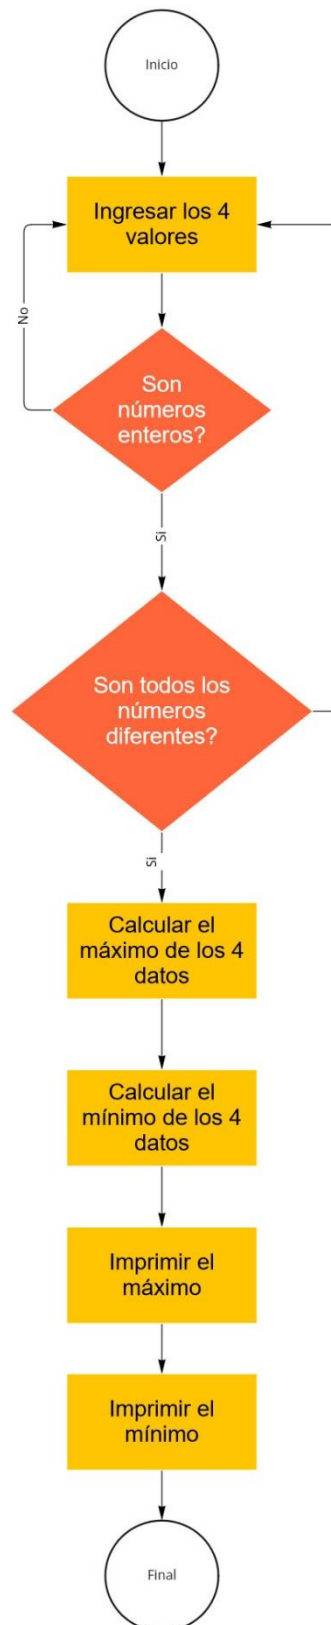 Inicio
Ingresar los 4
valores
No
Son
números
enteros?
Si
Son todos los
números
diferentes?
Si
Calcular el
máximo de los 4
datos
Calcular el
mínimo de los 4
datos
Imprimir el
máximo
Imprimir el
mínimo
Final